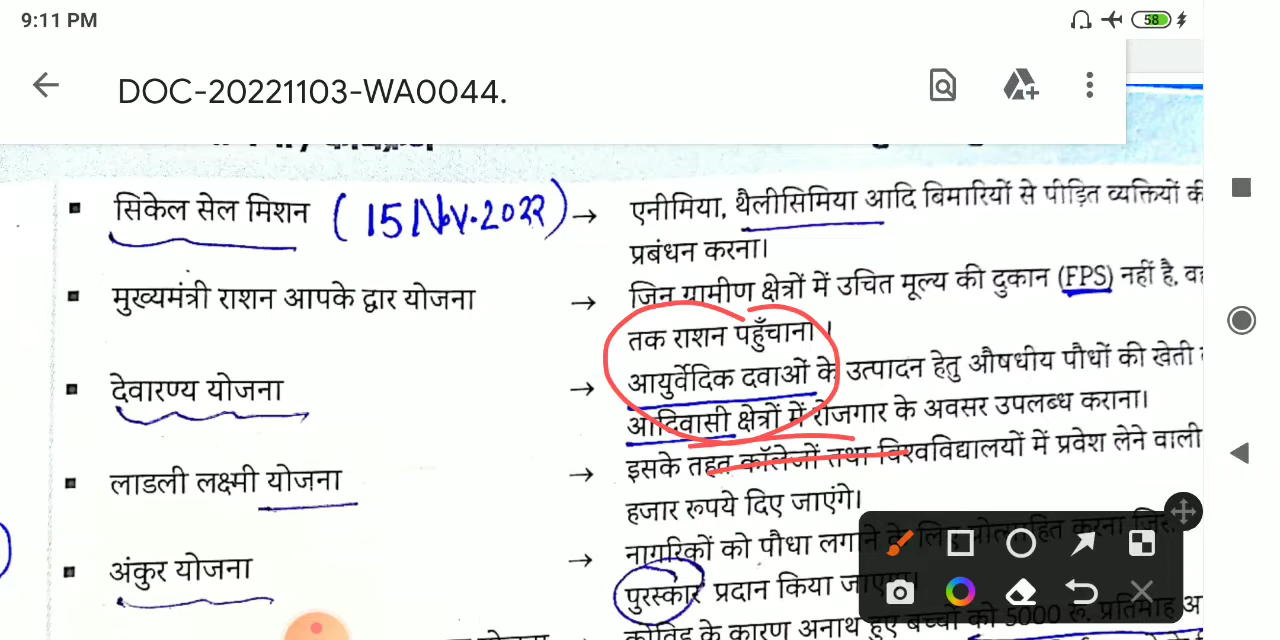 9:11 PM
58
DOC-20221103-WA0044.
सिकेल सेल मिशन (15 Nov. 2022) → एनीमिया, थैलीसिमिया आदि बिमारियों से पीड़ित व्यक्तियों की
प्रबंधन करना।
मुख्यमंत्री राशन आपके द्वार योजना → जिन ग्रामीण क्षेत्रों में उचित मूल्य की दुकान (FPS) नहीं है, वह
तक राशन पहुँचाना ।
देवारण्य योजना → आयुर्वेदिक दवाओं के उत्पादन हेतु औषधीय पौधों की खेती
आदिवासी क्षेत्रों में रोजगार के अवसर उपलब्ध कराना।
लाडली लक्ष्मी योजना → इसके तहत कॉलेजों तथा विश्वविद्यालयों में प्रवेश लेने वाली
हजार रूपये दिए जाएंगे।
अंकुर योजना → नागरिकों को पौधा लगाने के लिए प्रोत्साहित करना जिस
पुरस्कार प्रदान किया जाएगा।
कोविड के कारण अनाथ हुए बच्चों को 5000 रू. प्रतिमाह